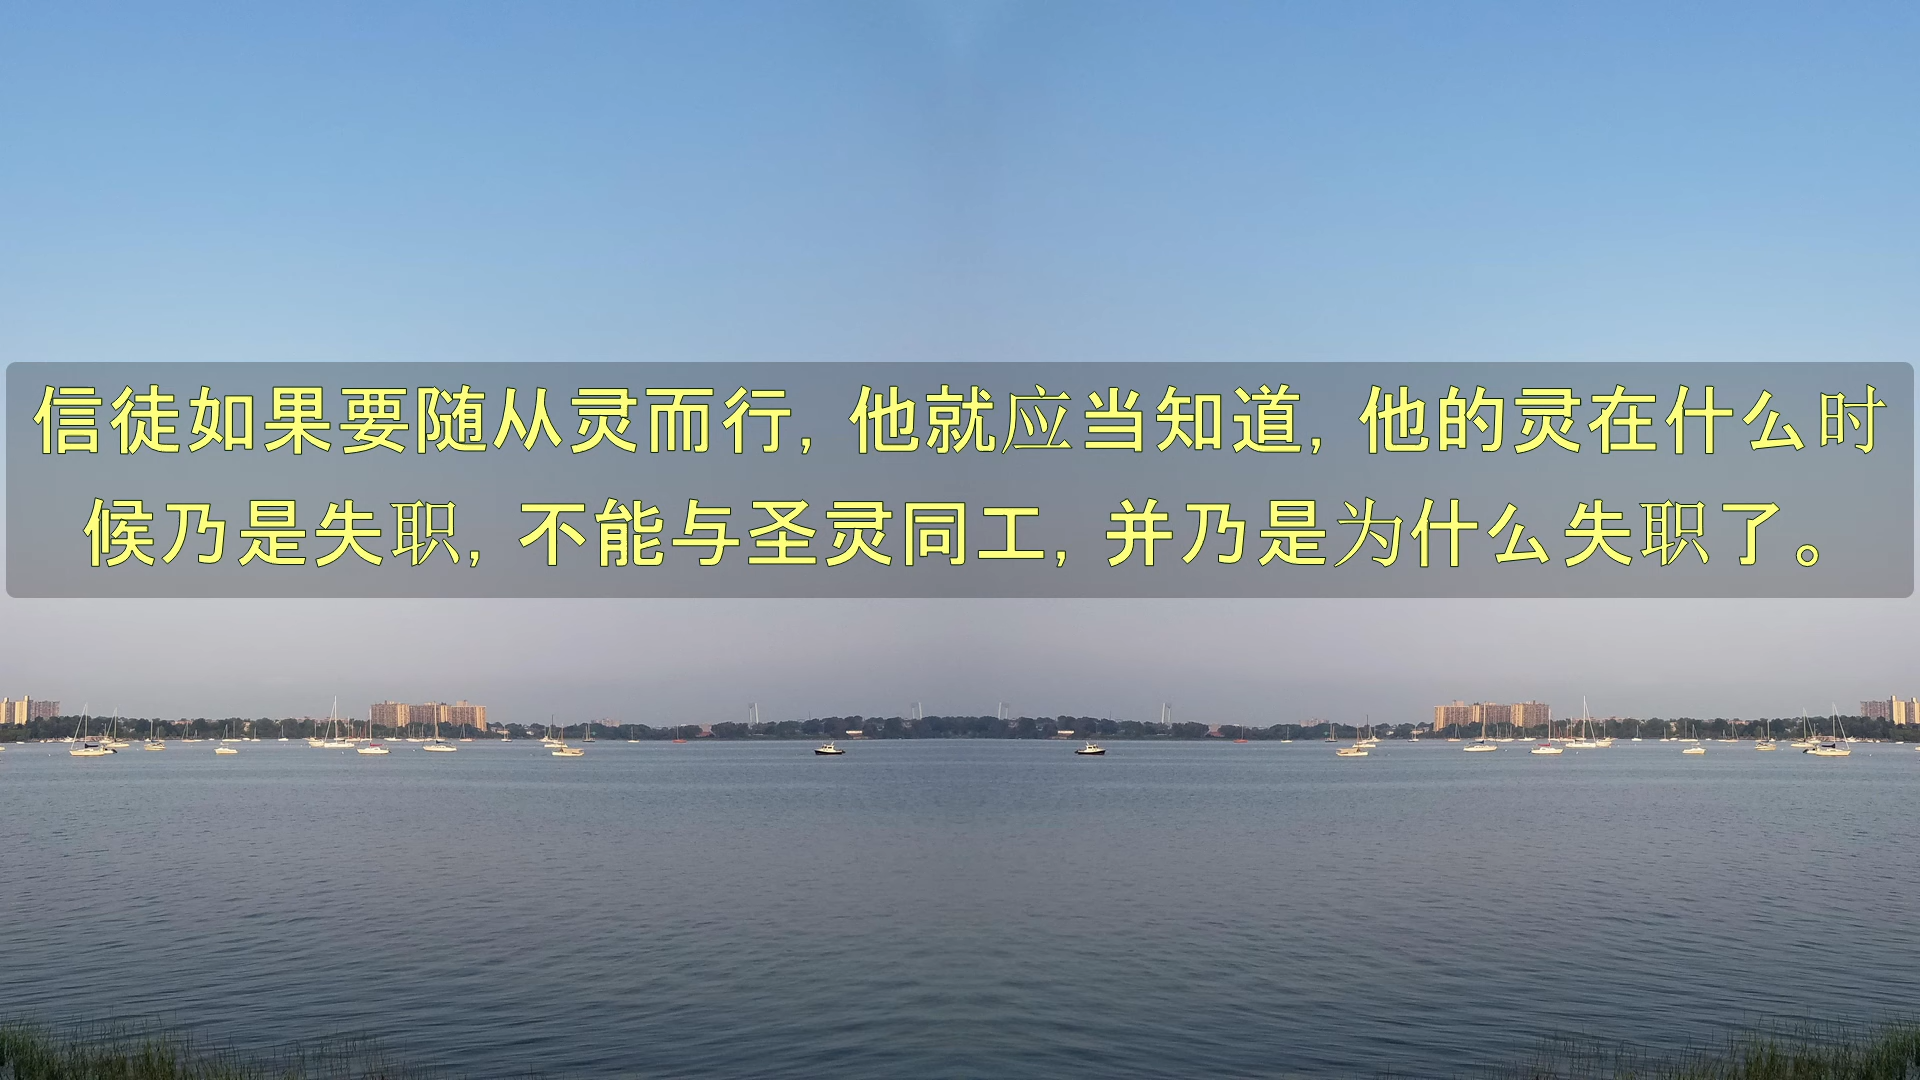 信徒如果要随从灵而行, 他就应当知道, 他的灵在什么时
候乃是失职, 不能与圣灵同工, 并乃是为什么失职了。